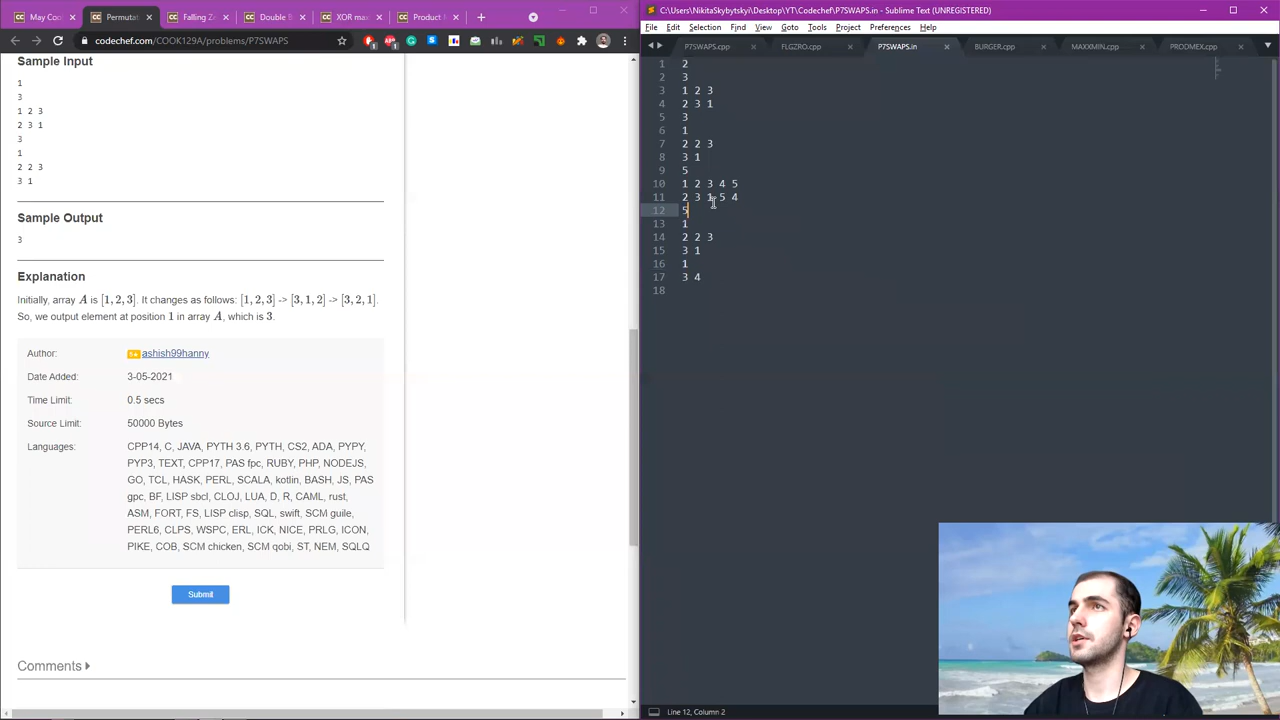 May Coo
Permutat
Falling Ze
Double B
XOR max
Product M
codechef.com/COOK129A/problems/P7SWAPS
Sample Input
1
3
1 2 3
2 3 1
3
1
2 2 3
3 1
Sample Output
3
Explanation
Initially, array A is [1, 2, 3]. It changes as follows: [1, 2, 3] -> [3, 1, 2] -> [3, 2, 1].
So, we output element at position 1 in array A, which is 3.
Author:
5★ ashish99hanny
Date Added:
3-05-2021
Time Limit:
0.5 secs
Source Limit:
50000 Bytes
Languages:
CPP14, C, JAVA, PYTH 3.6, PYTH, CS2, ADA, PYPY,
PYP3, TEXT, CPP17, PAS fpc, RUBY, PHP, NODEJS,
GO, TCL, HASK, PERL, SCALA, kotlin, BASH, JS, PAS
gpc, BF, LISP sbcl, CLOJ, LUA, D, R, CAML, rust,
ASM, FORT, FS, LISP clisp, SQL, swift, SCM guile,
PERL6, CLPS, WSPC, ERL, ICK, NICE, PRLG, ICON,
PIKE, COB, SCM chicken, SCM qobi, ST, NEM, SQLQ
Submit
Comments
C:\Users\NikitaSkybytskyi\Desktop\YT\Codechef\P7SWAPS.in - Sublime Text (UNREGISTERED)
File Edit Selection Find View Goto Tools Project Preferences Help
P7SWAPS.cpp
FLGZRO.cpp
P7SWAPS.in
BURGER.cpp
MAXXMIN.cpp
PRODMEX.cpp
1 2
2 3
3 1 2 3
4 2 3 1
5 3
6 1
7 2 2 3
8 3 1
9 5
10 1 2 3 4 5
11 2 3 1 5 4
12 5
13 1
14 2 2 3
15 3 1
16 1
17 3 4
18
Line 12, Column 2